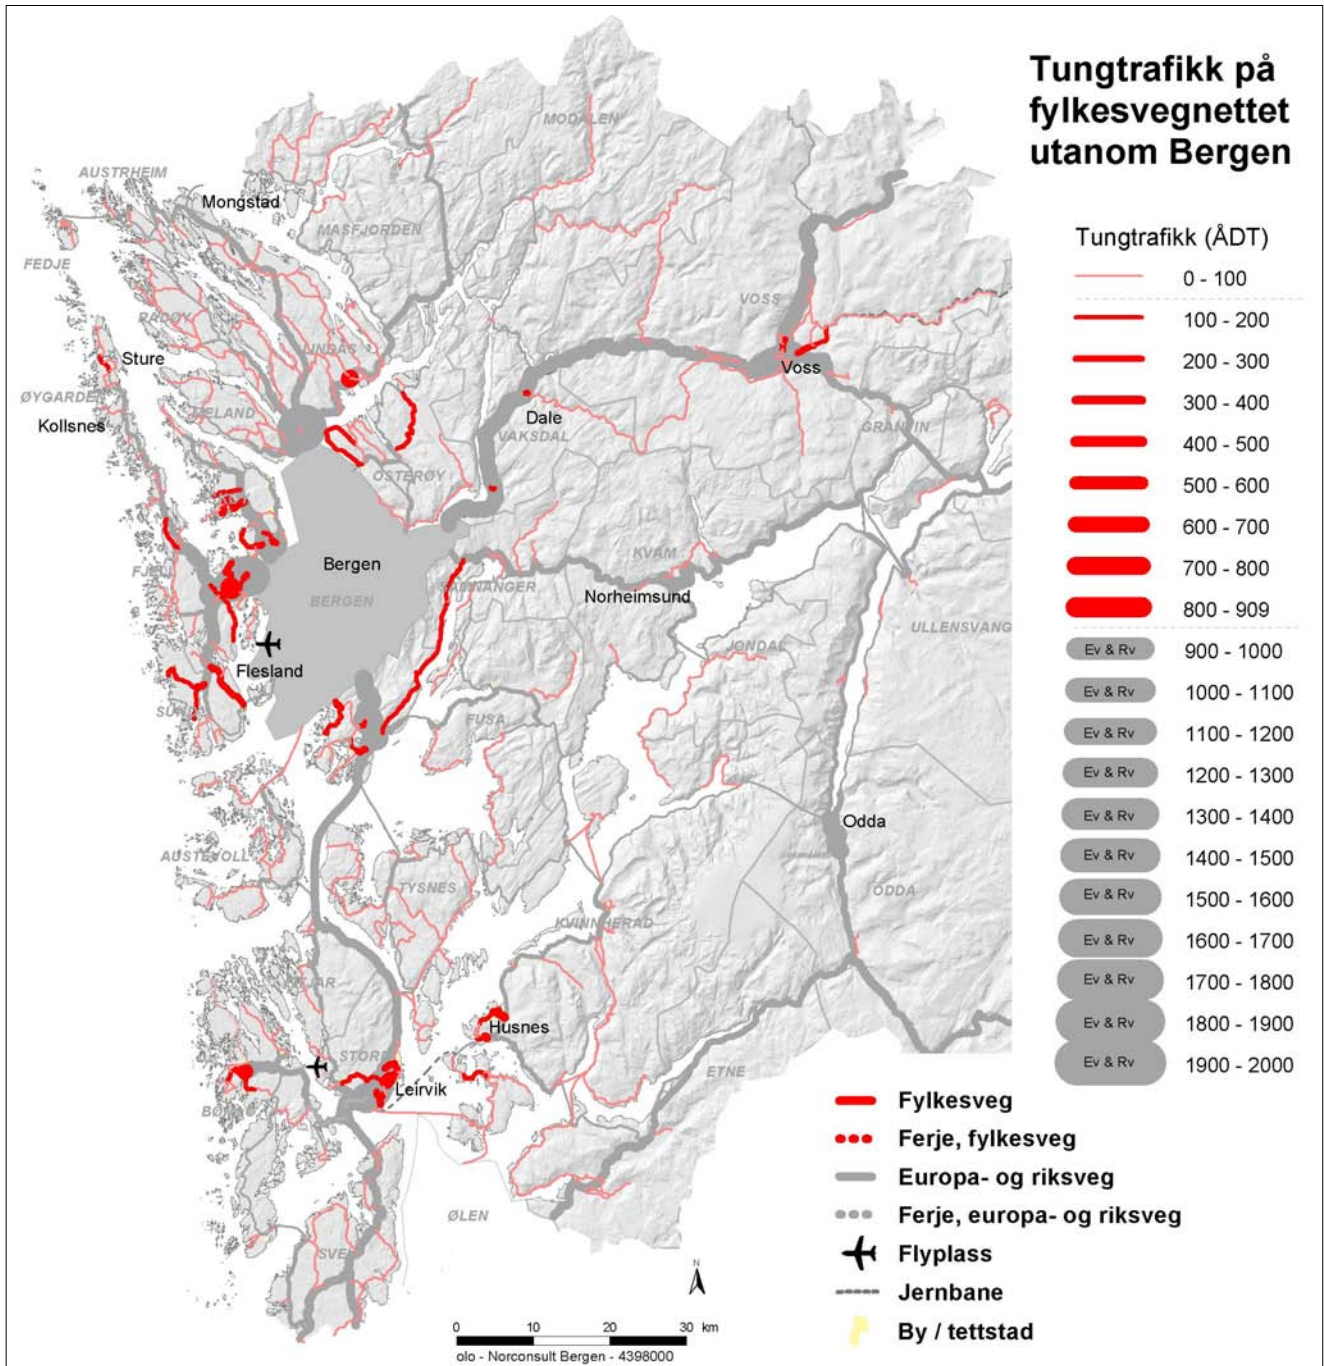 Tungtrafikk på
fylkesvegnettet
utanom Bergen
Tungtrafikk (ÅDT)
0 - 100
100 - 200
200 - 300
300 - 400
400 - 500
500 - 600
600 - 700
700 - 800
800 - 909
Ev & Rv 900 - 1000
Ev & Rv 1000 - 1100
Ev & Rv 1100 - 1200
Ev & Rv 1200 - 1300
Ev & Rv 1300 - 1400
Ev & Rv 1400 - 1500
Ev & Rv 1500 - 1600
Ev & Rv 1600 - 1700
Ev & Rv 1700 - 1800
Ev & Rv 1800 - 1900
Ev & Rv 1900 - 2000
Fylkesveg
Ferje, fylkesveg
Europa- og riksveg
Ferje, europa- og riksveg
Flyplass
Jernbane
By / tettstad
MODALEN
AUSTRHEIM
Mongstad
MASFJORDEN
FEDJE
VOSS
RADØY
Sture
LINDÅS
Voss
ØYGARDEN
MELAND
Dale
Kollsnes
VAKSDAL
GRANVIN
OSTERØY
KVAM
Bergen
FJELL
SAMNANGER
Norheimsund
BERGEN
ULLENSVANG
JONDAL
Flesland
SUND
FUSA
Odda
AUSTEVOLL
TYSNES
ODDA
KVINNHERAD
Husnes
STORD
ETNE
Leirvik
ØLEN
N
0 10 20 30 km
olo - Norconsult Bergen - 4398000